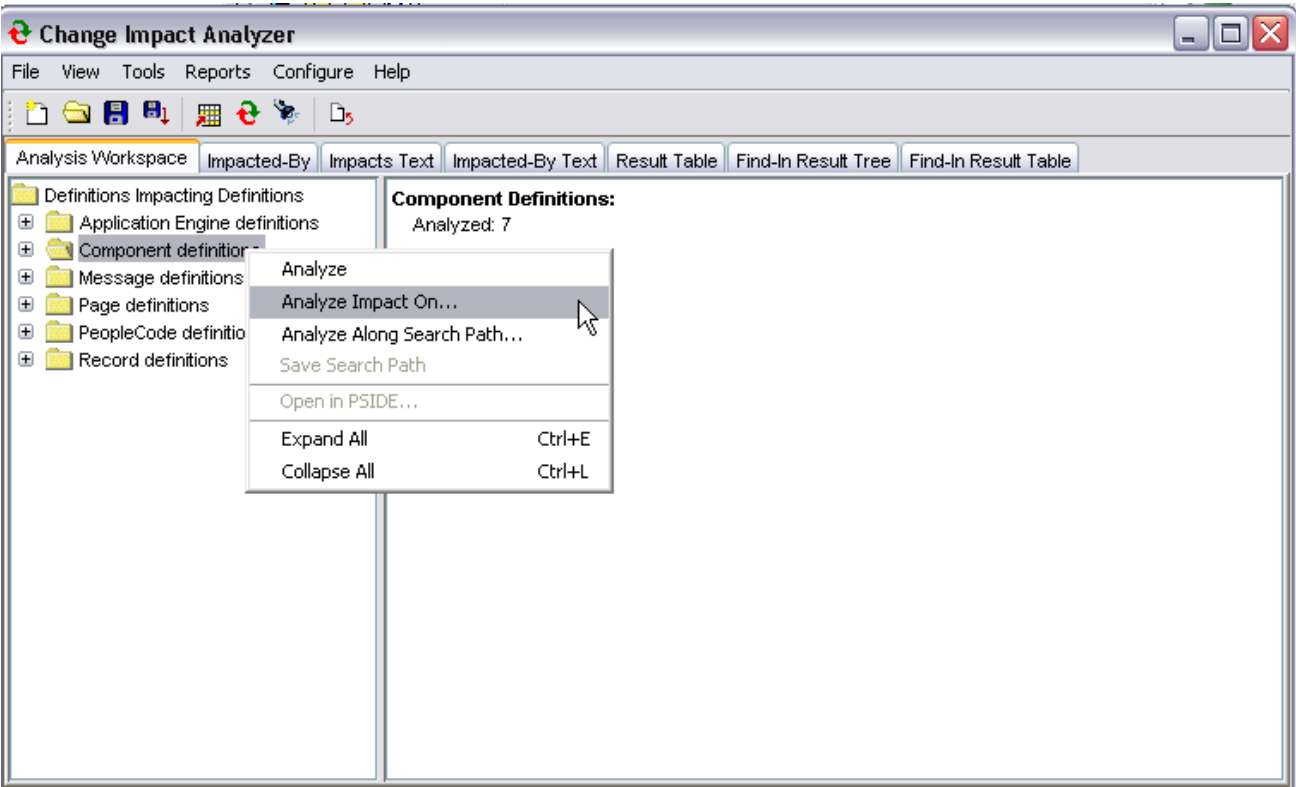 Change Impact Analyzer
File View Tools Reports Configure Help
Analysis Workspace Impacted-By Impacts Text Impacted-By Text Result Table Find-In Result Tree Find-In Result Table
Definitions Impacting Definitions
Application Engine definitions
Component definitions
Message definitions
Page definitions
PeopleCode definitio
Record definitions
Component Definitions:
Analyzed: 7
Analyze
Analyze Impact On...
Analyze Along Search Path...
Save Search Path
Open in PSIDE...
Expand All Ctrl+E
Collapse All Ctrl+L